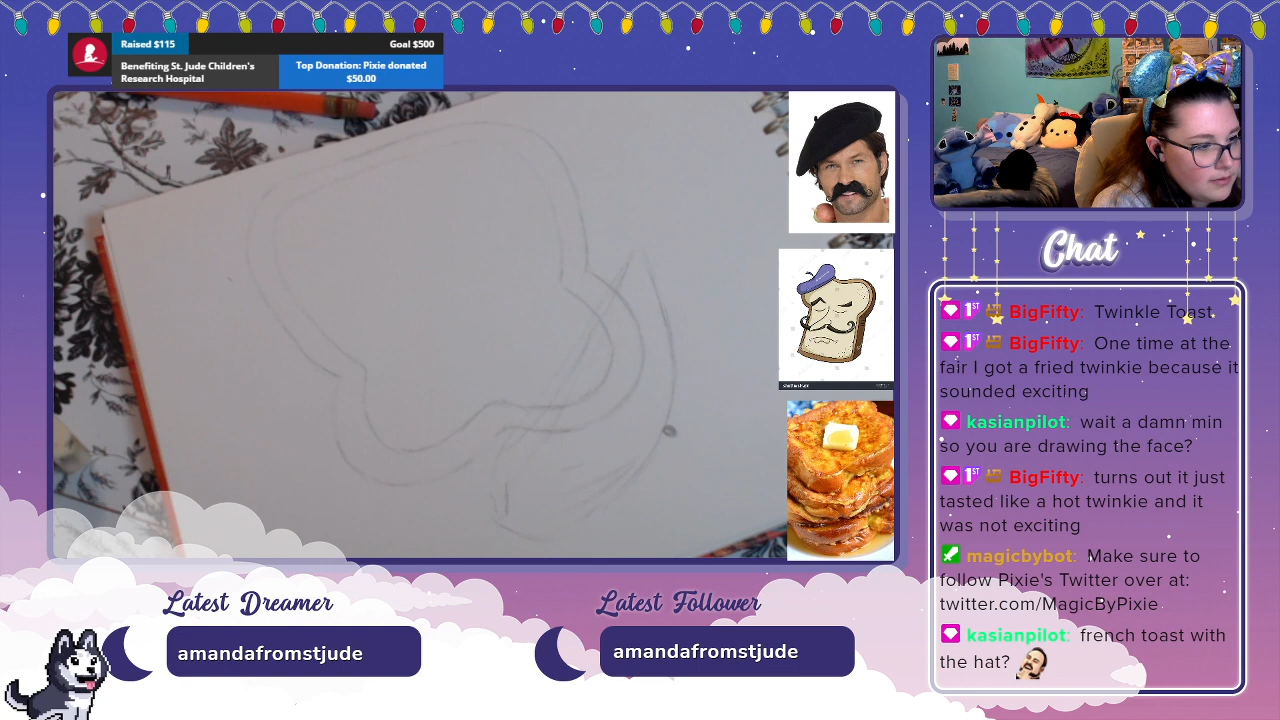 Raised $115
Goal $500
Benefiting St. Jude Children's
Research Hospital
Top Donation: Pixie donated
$50.00
Chat
1ST BigFifty: Twinkle Toast
1ST BigFifty: One time at the
fair I got a fried twinkie because it
sounded exciting
kasianpilot: wait a damn min
so you are drawing the face?
1ST BigFifty: turns out it just
tasted like a hot twinkie and it
was not exciting
magicbybot: Make sure to
follow Pixie's Twitter over at:
twitter.com/MagicByPixie
kasianpilot: french toast with
the hat?
Latest Dreamer
amandafromstjude
Latest Follower
amandafromstjude